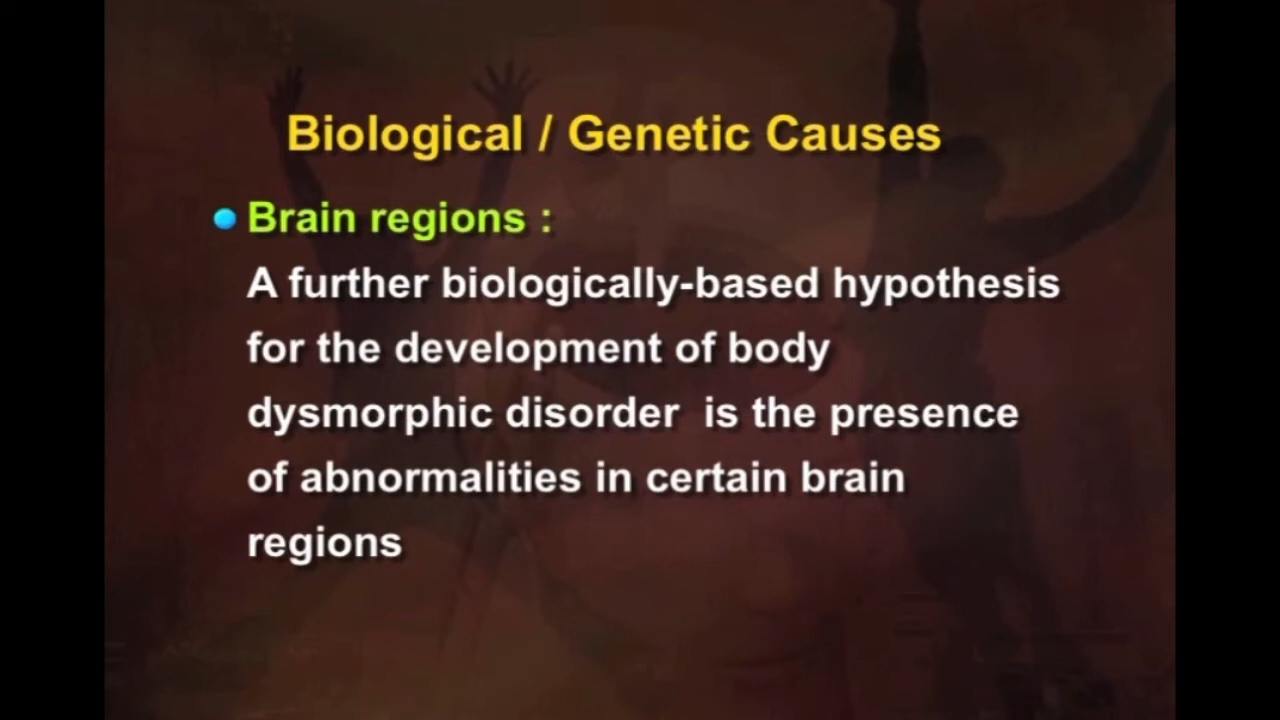 Biological / Genetic Causes
Brain regions :
A further biologically-based hypothesis
for the development of body
dysmorphic disorder is the presence
of abnormalities in certain brain
regions